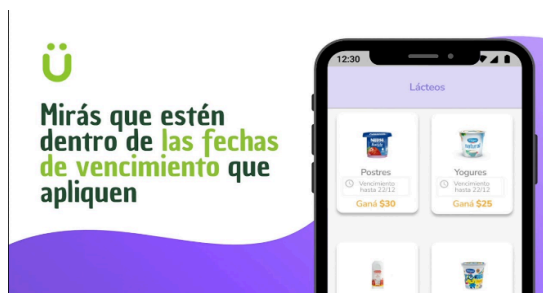 Ü
Mirás que estén
dentro de las fechas
de vencimiento que
apliquen
12:30
Lácteos
Postres
Vencimiento
hasta 22/12
Ganá $30
Yogures
Vencimiento
hasta 22/12
Ganá $25